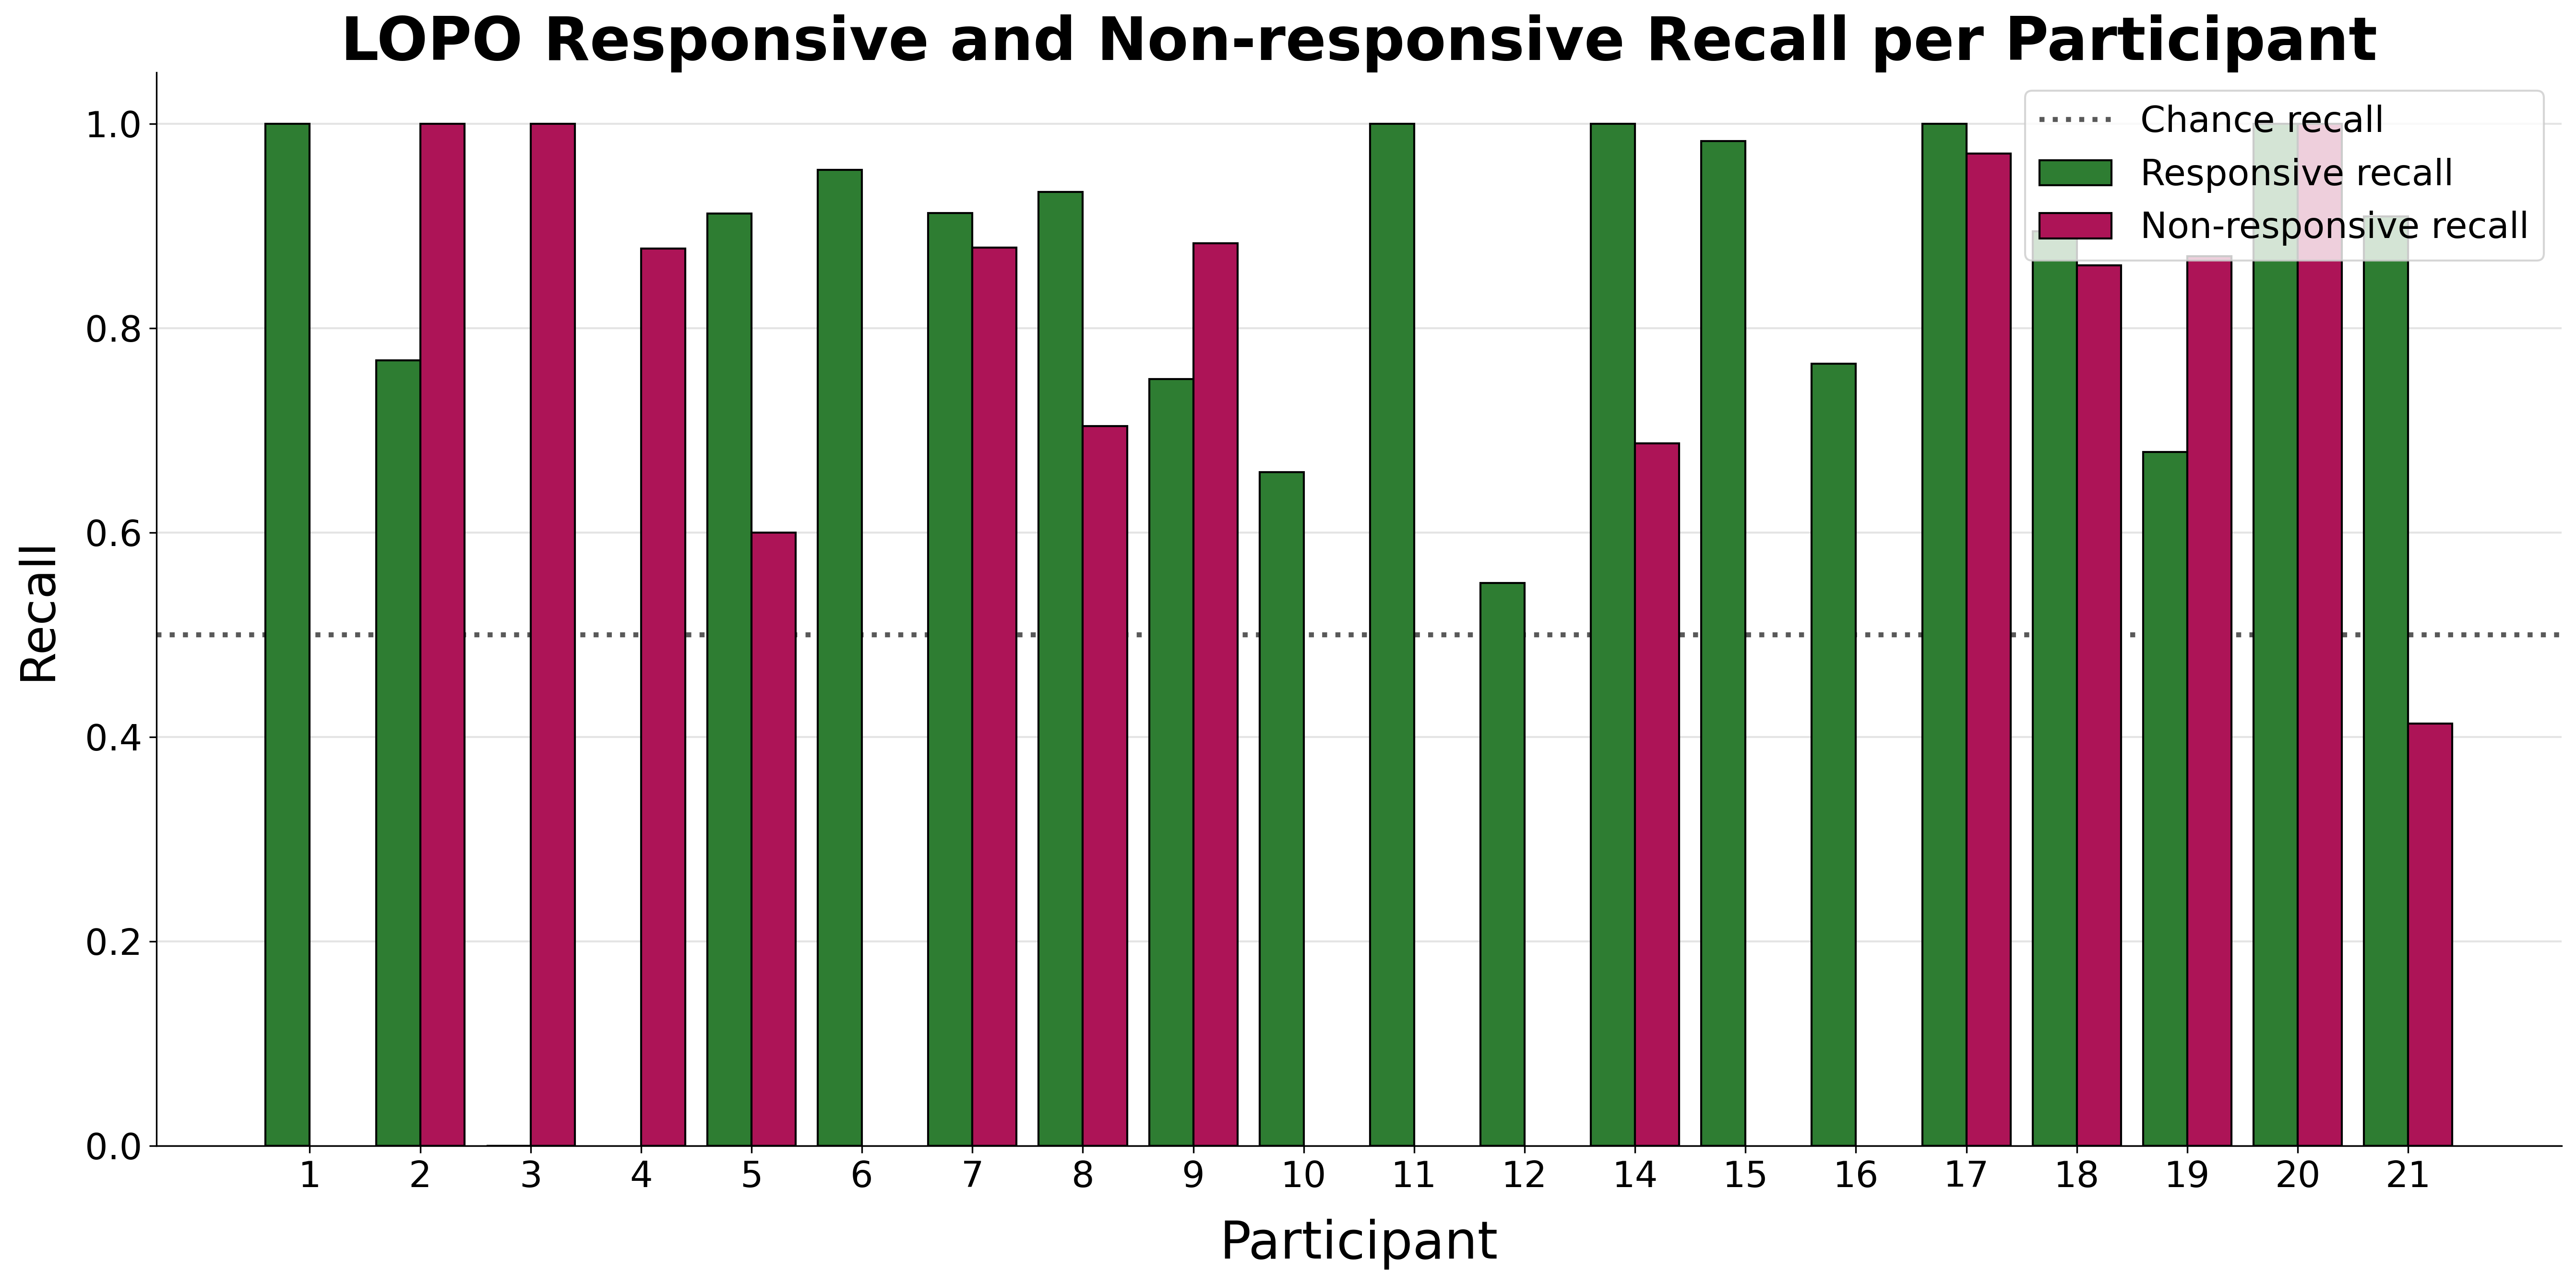 LOPO Responsive and Non-responsive Recall per Participant
Chance recall
Responsive recall
Non-responsive recall
Recall
1.0
0.8
0.6
0.4
0.2
0.0
1 2 3 4 5 6 7 8 9 10 11 12 14 15 16 17 18 19 20 21
Participant